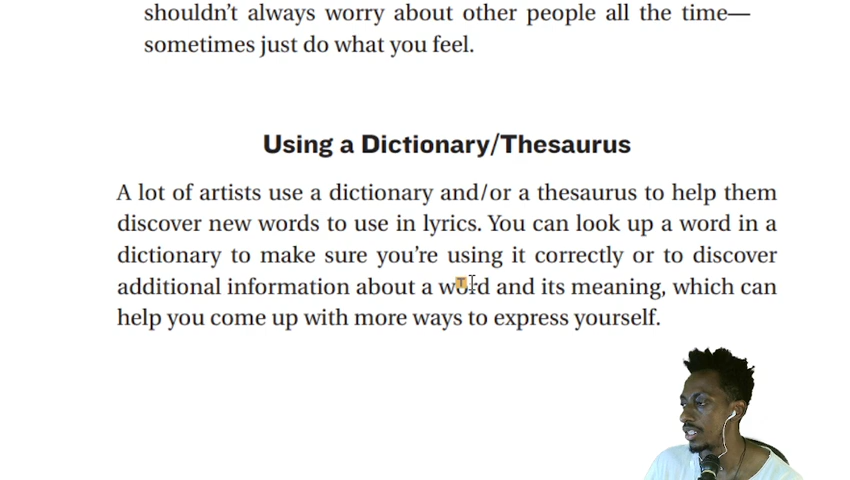 shouldn't always worry about other people all the time—
sometimes just do what you feel.
Using a Dictionary/Thesaurus
A lot of artists use a dictionary and/or a thesaurus to help them
discover new words to use in lyrics. You can look up a word in a
dictionary to make sure you're using it correctly or to discover
additional information about a word and its meaning, which can
help you come up with more ways to express yourself.